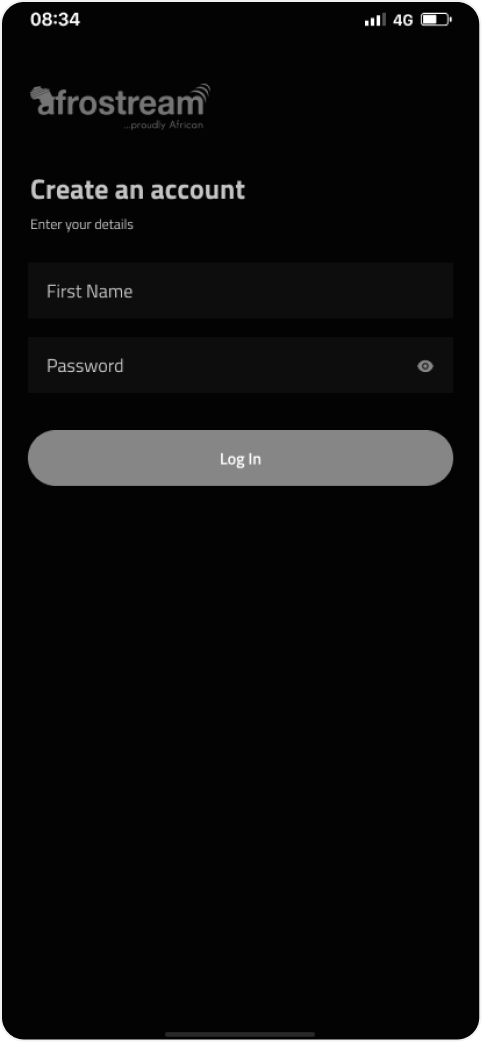 08:34 4G
afrostream
...proudly African
Create an account
Enter your details
First Name
Password
Log In